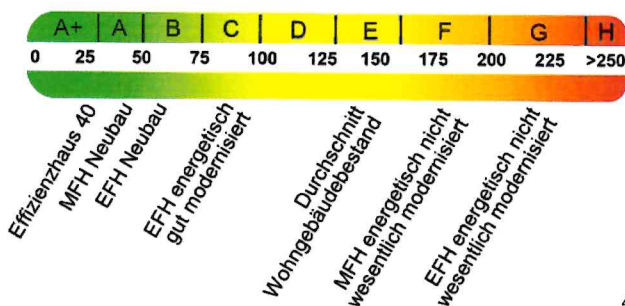 A+ A B C D E F G H
0 25 50 75 100 125 150 175 200 225 >250
Effizienzhaus 40
MFH Neubau
EFH Neubau
EFH energetisch
gut modernisiert
Durchschnitt
Wohngebäudebestand
MFH energetisch nicht
wesentlich modernisiert
EFH energetisch nicht
wesentlich modernisiert